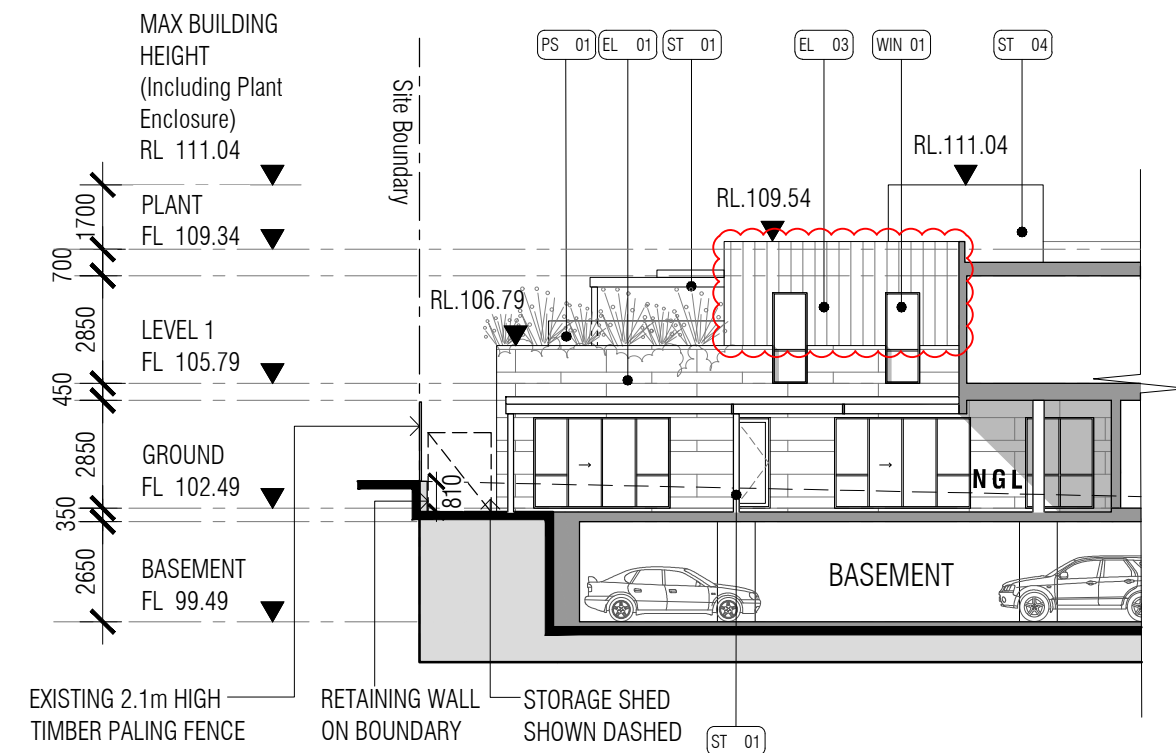 MAX BUILDING
HEIGHT
(Including Plant
Enclosure)
RL 111.04
PS 01
EL 01
ST 01
EL 03
WIN 01
ST 04
Site Boundary
RL.111.04
RL.109.54
RL.106.79
1700
PLANT
FL 109.34
700
2850
LEVEL 1
FL 105.79
450
2850
GROUND
FL 102.49
350
810
NGL
2650
BASEMENT
FL 99.49
BASEMENT
EXISTING 2.1m HIGH
TIMBER PALING FENCE
RETAINING WALL
ON BOUNDARY
STORAGE SHED
SHOWN DASHED
ST 01